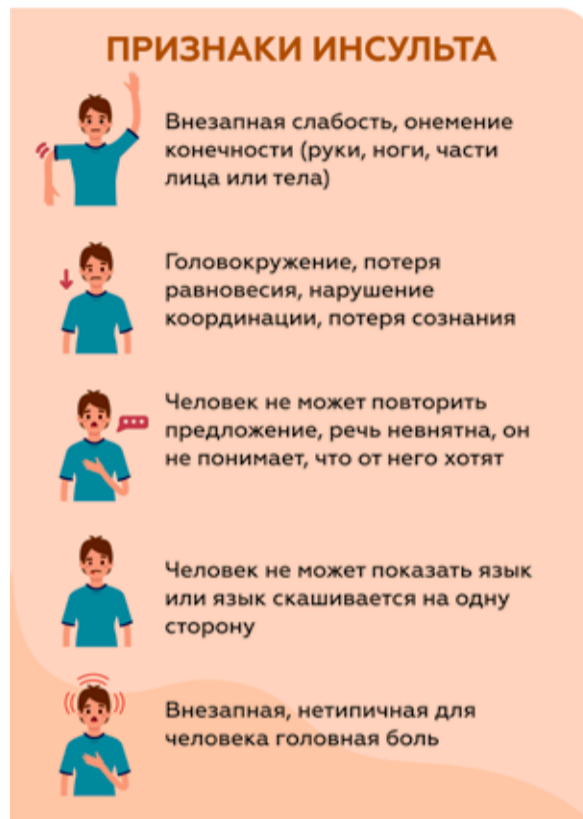 ПРИЗНАКИ ИНСУЛЬТА
Внезапная слабость, онемение
конечности (руки, ноги, части
лица или тела)
Головокружение, потеря
равновесия, нарушение
координации, потеря сознания
Человек не может повторить
предложение, речь невнятна, он
не понимает, что от него хотят
Человек не может показать язык
или язык скашивается на одну
сторону
Внезапная, нетипичная для
человека головная боль